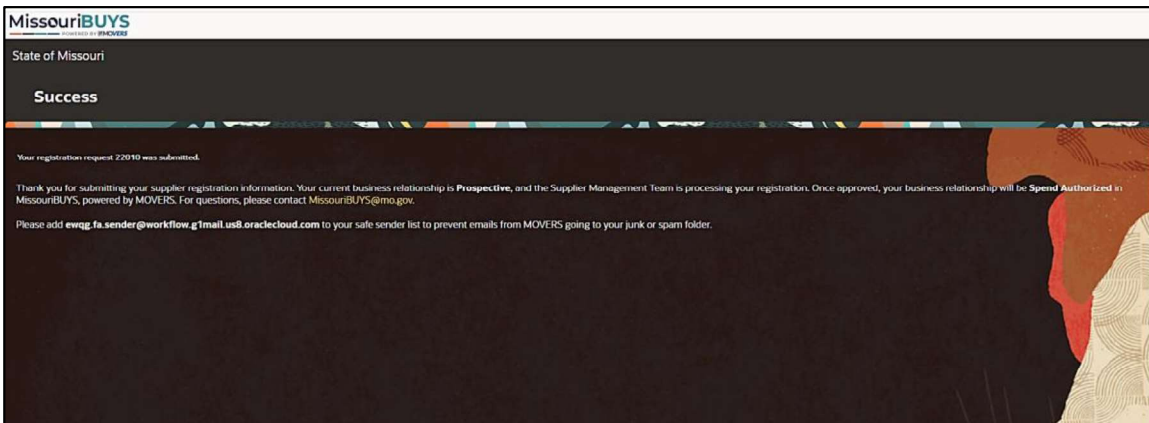 MissouriBUYS
POWERED BY MOVERS
State of Missouri
Success
Your registration request 22010 was submitted.
Thank you for submitting your supplier registration information. Your current business relationship is Prospective, and the Supplier Management Team is processing your registration. Once approved, your business relationship will be Spend Authorized in
MissouriBUYS, powered by MOVERS. For questions, please contact MissouriBUYS@mo.gov.
Please add ewqg.fa.sender@workflow.g1mail.us8.oraclecloud.com to your safe sender list to prevent emails from MOVERS going to your junk or spam folder.